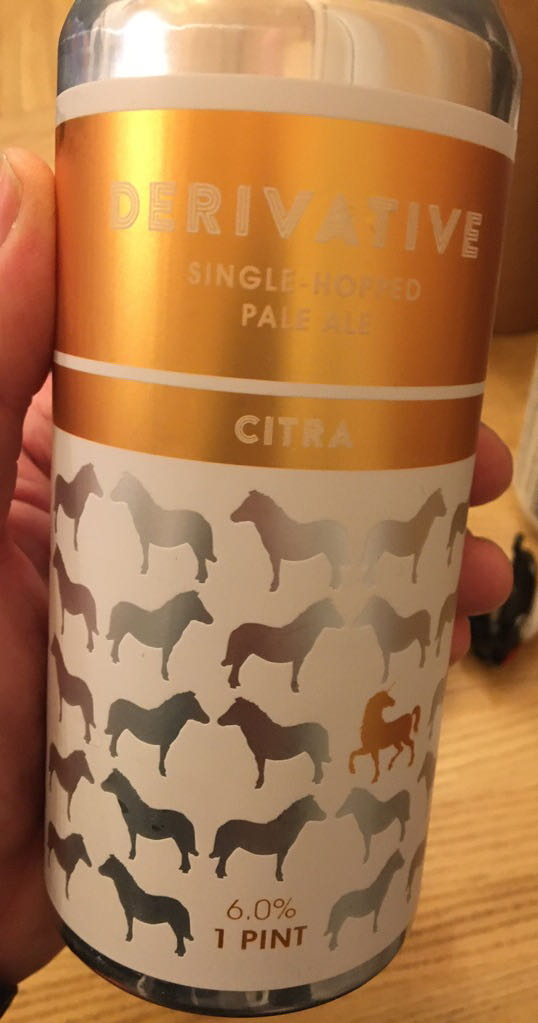 DERIVATIVE
SINGLE-HOPPED
PALE ALE
CITRA
6.0%
1 PINT